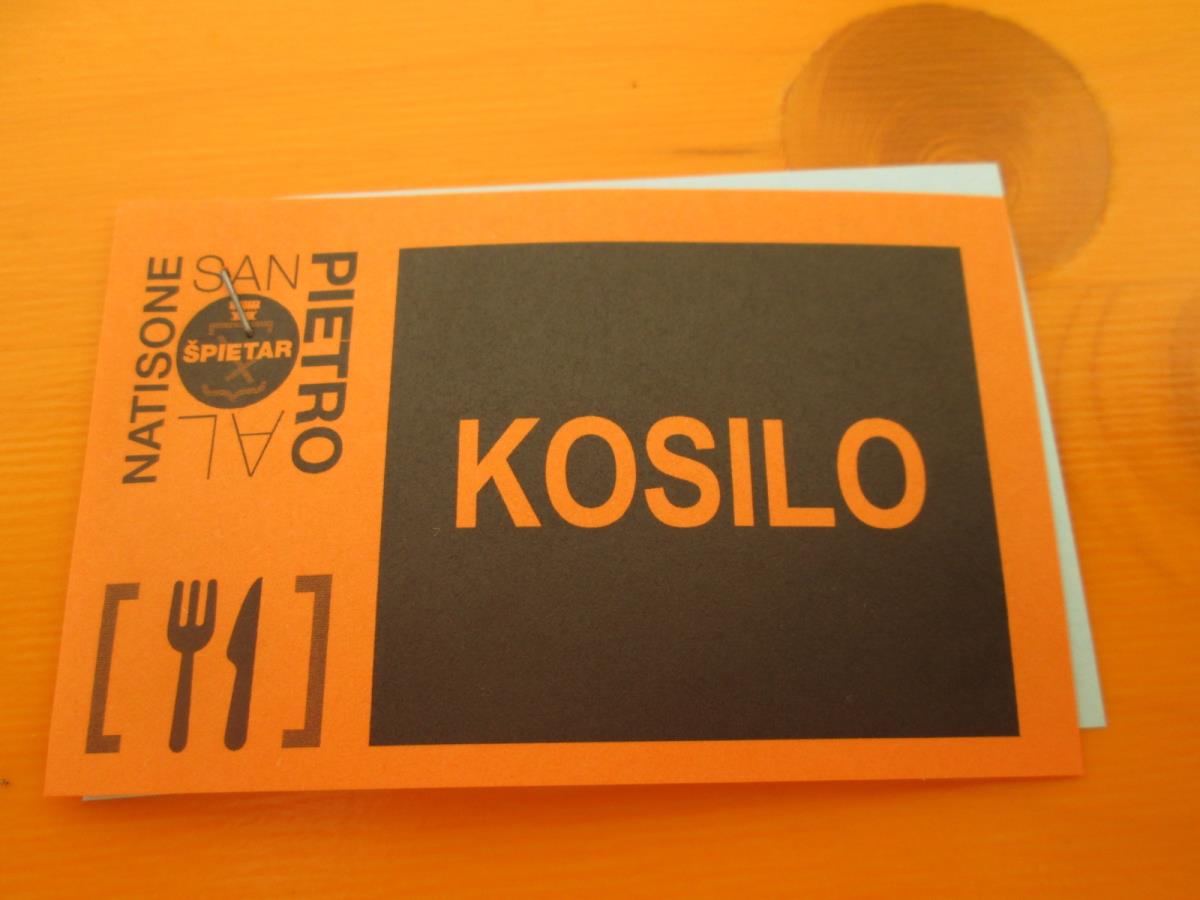 NATISONE
SAN
PIETRO
AL
ŠPIETAR
KOSILO